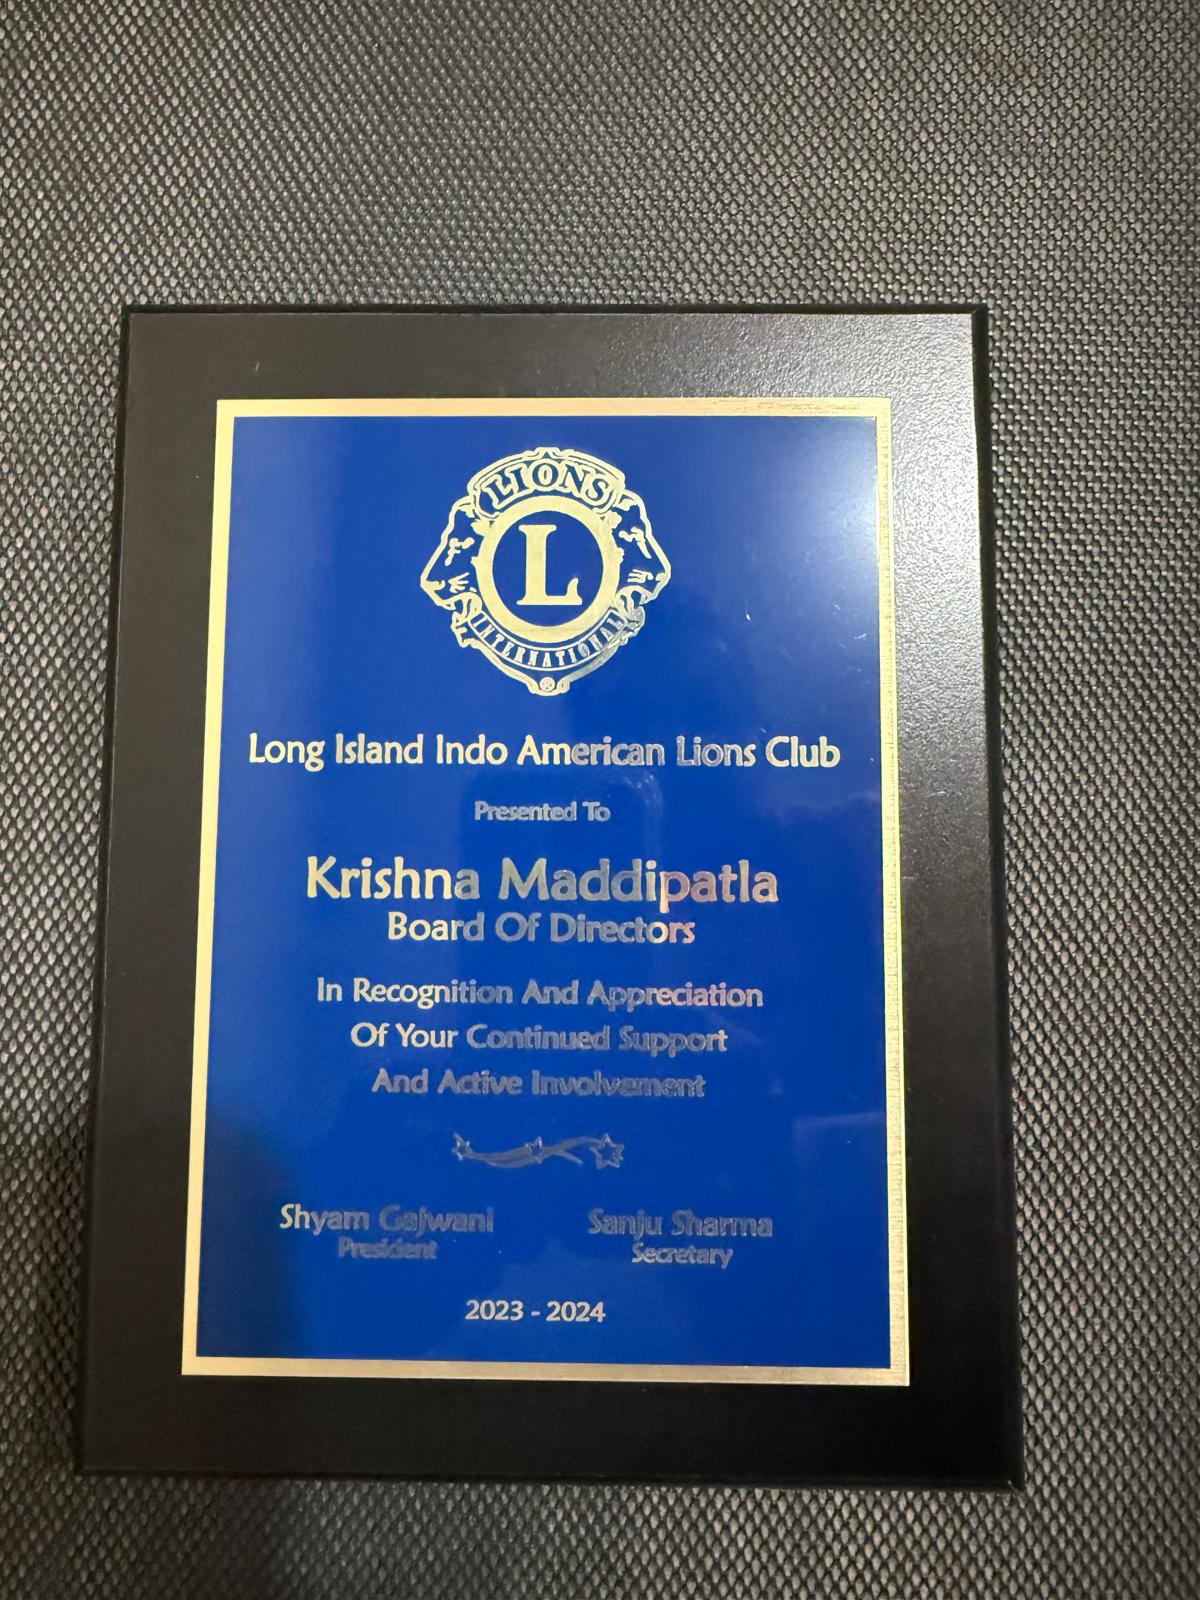 LIONS
L
INTERNATIONAL
Long Island Indo American Lions Club
Presented To
Krishna Maddipatla
Board Of Directors
In Recognition And Appreciation
Of Your Continued Support
And Active Involvement
Shyam Gajwani Sanju Sharma
President Secretary
2023 - 2024